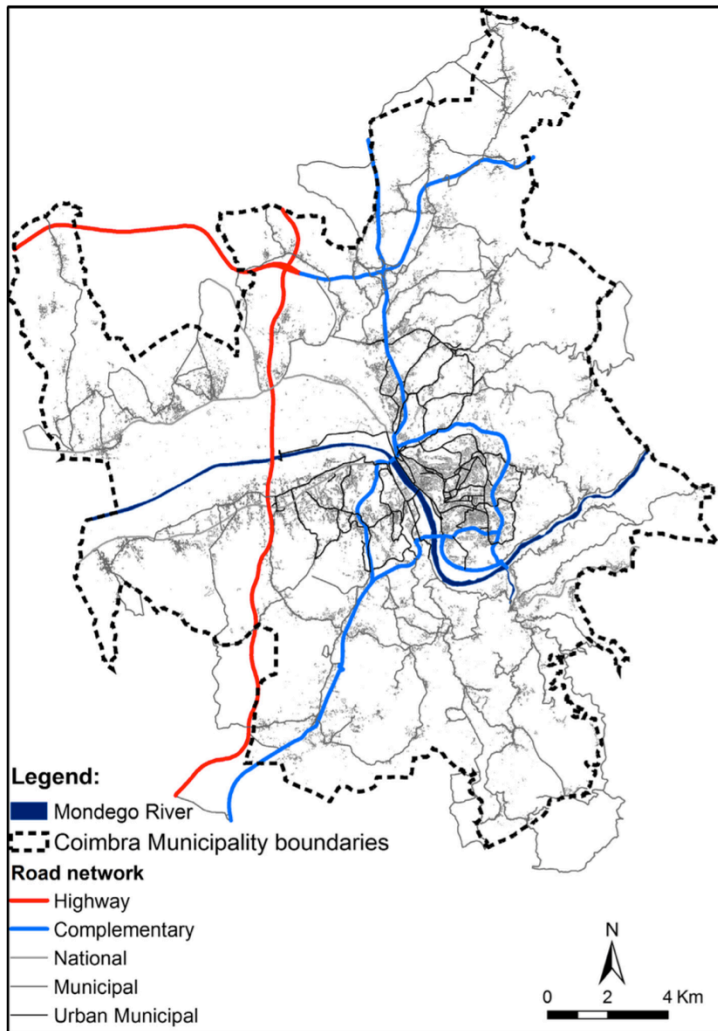 Legend:
Mondego River
Coimbra Municipality boundaries
Road network
Highway
Complementary
National
Municipal
Urban Municipal
N
0 2 4 Km